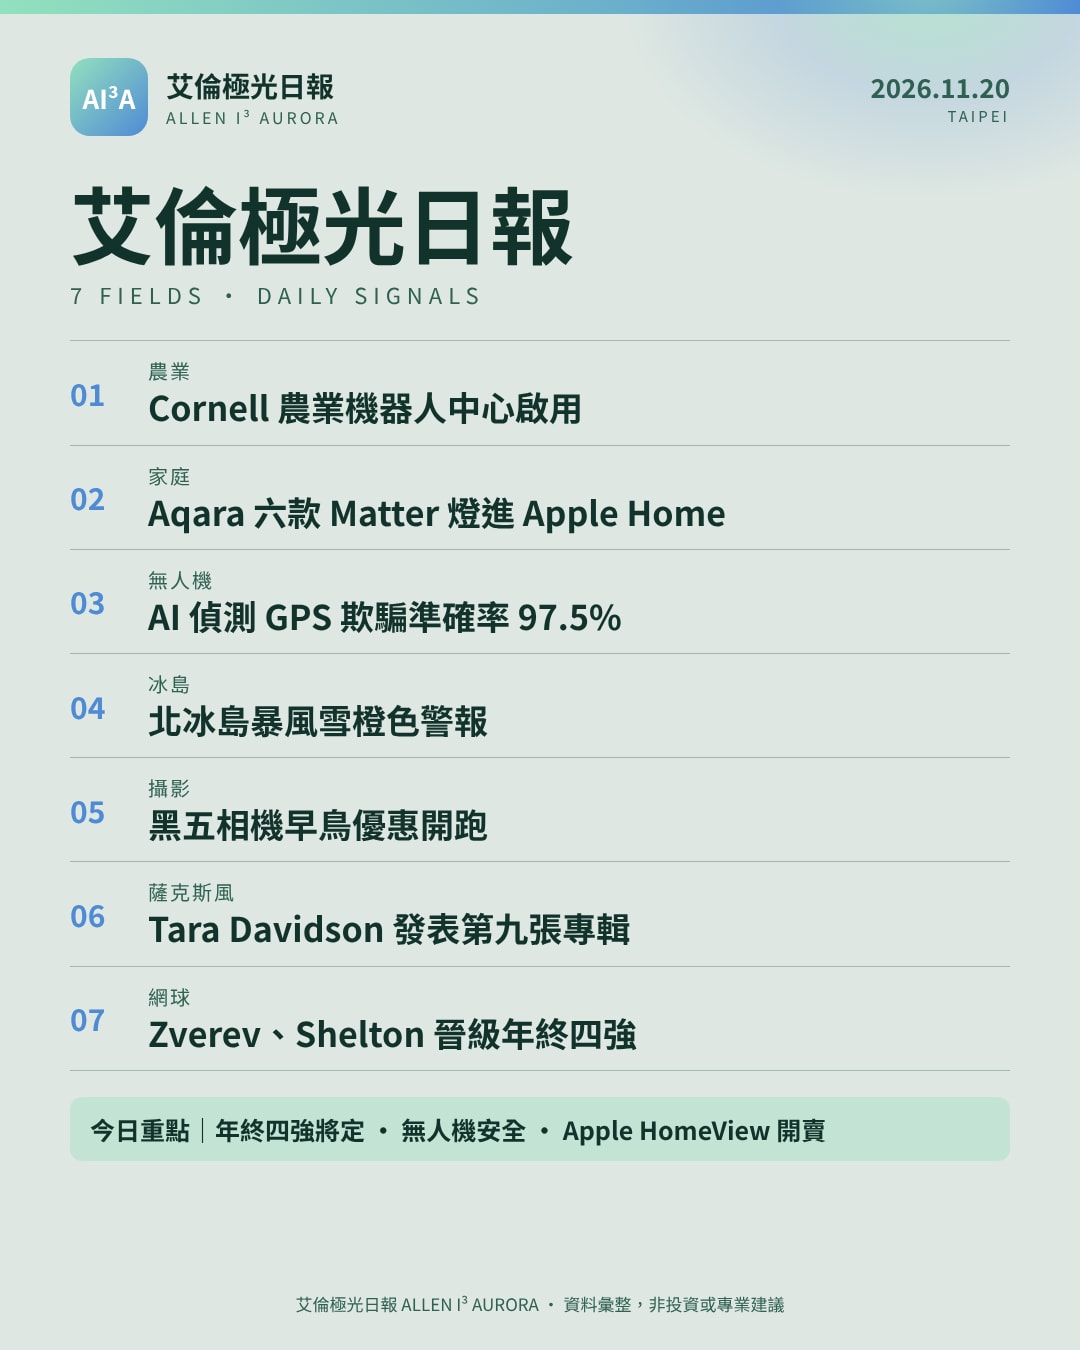 AI³A
艾倫極光日報
ALLEN I³ AURORA
2026.11.20
TAIPEI
艾倫極光日報
7 FIELDS • DAILY SIGNALS
農業
01
Cornell 農業機器人中心啟用
家庭
02
Aqara 六款 Matter 燈進 Apple Home
無人機
03
AI 偵測 GPS 欺騙準確率 97.5%
冰島
04
北冰島暴風雪橙色警報
攝影
05
黑五相機早鳥優惠開跑
薩克斯風
06
Tara Davidson 發表第九張專輯
網球
07
Zverev、Shelton 晉級年終四強
今日重點｜年終四強將定 • 無人機安全 • Apple HomeView 開賣
艾倫極光日報 ALLEN I³ AURORA • 資料彙整，非投資或專業建議